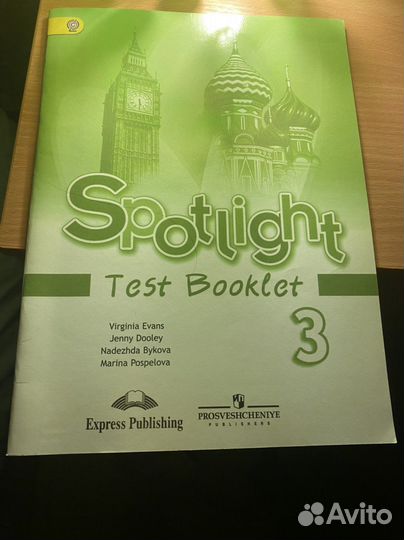 Spotlight
Test Booklet
3
Virginia Evans
Jenny Dooley
Nadezhda Bykova
Marina Pospelova
Express Publishing
PROSVESHCHENIYE
PUBLISHERS
Avito